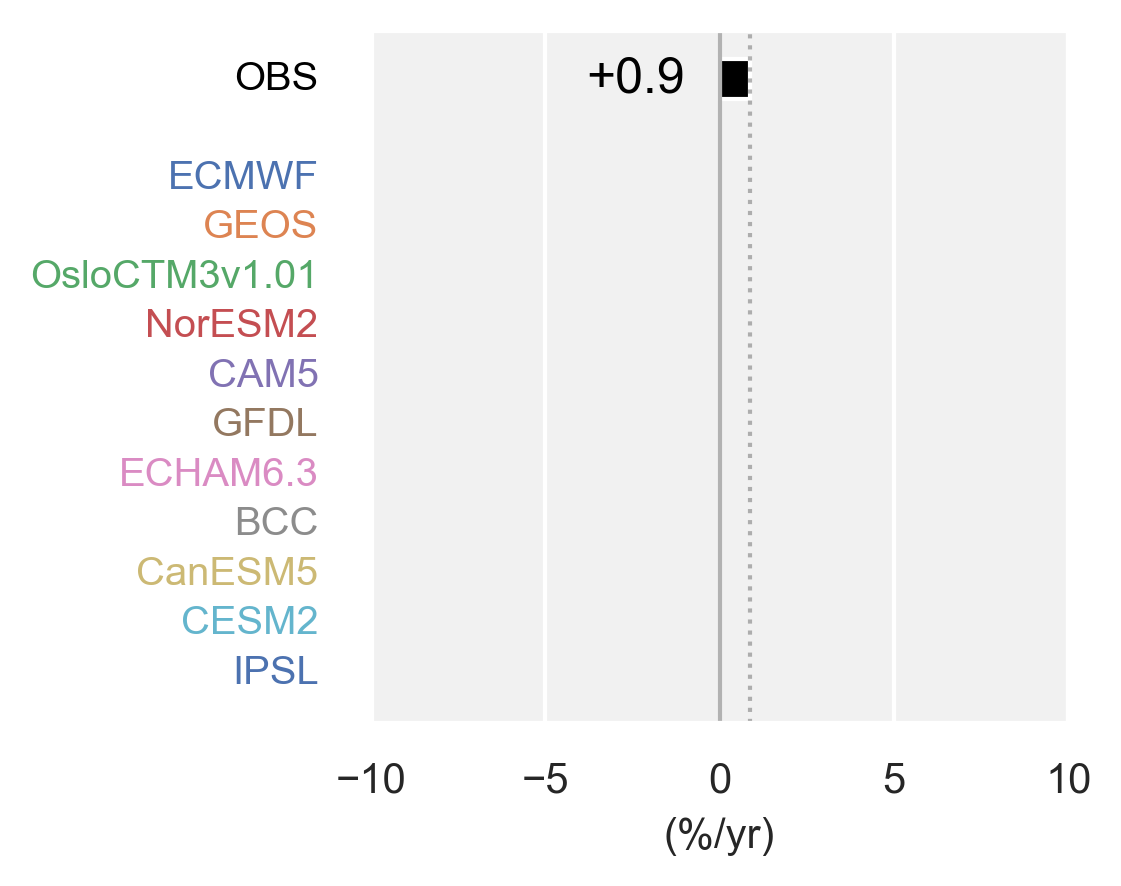 OBS +0.9
ECMWF
GEOS
OsloCTM3v1.01
NorESM2
CAM5
GFDL
ECHAM6.3
BCC
CanESM5
CESM2
IPSL
−10 −5 0 5 10
(%/yr)